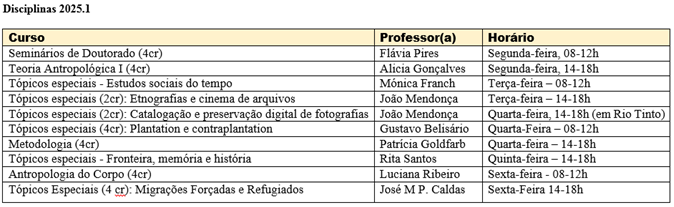 Disciplinas 2025.1
Curso Professor(a) Horário
Seminários de Doutorado (4cr) Flávia Pires Segunda-feira, 08-12h
Teoria Antropológica I (4cr) Alicia Gonçalves Segunda-feira, 14-18h
Tópicos especiais - Estudos sociais do tempo Mónica Franch Terça-feira – 08-12h
Tópicos especiais (2cr): Etnografias e cinema de arquivos João Mendonça Terça-feira – 14-18h
Tópicos especiais (2cr): Catalogação e preservação digital de fotografias João Mendonça Quarta-feira, 14-18h (em Rio Tinto)
Tópicos especiais (4cr): Plantation e contraplantation Gustavo Belisário Quarta-Feira – 08-12h
Metodologia (4cr) Patrícia Goldfarb Quarta-feira – 14-18h
Tópicos especiais - Fronteira, memória e história Rita Santos Quinta-feira – 14-18h
Antropologia do Corpo (4cr) Luciana Ribeiro Sexta-feira - 08-12h
Tópicos Especiais (4 cr): Migrações Forçadas e Refugiados José M P. Caldas Sexta-Feira 14-18h